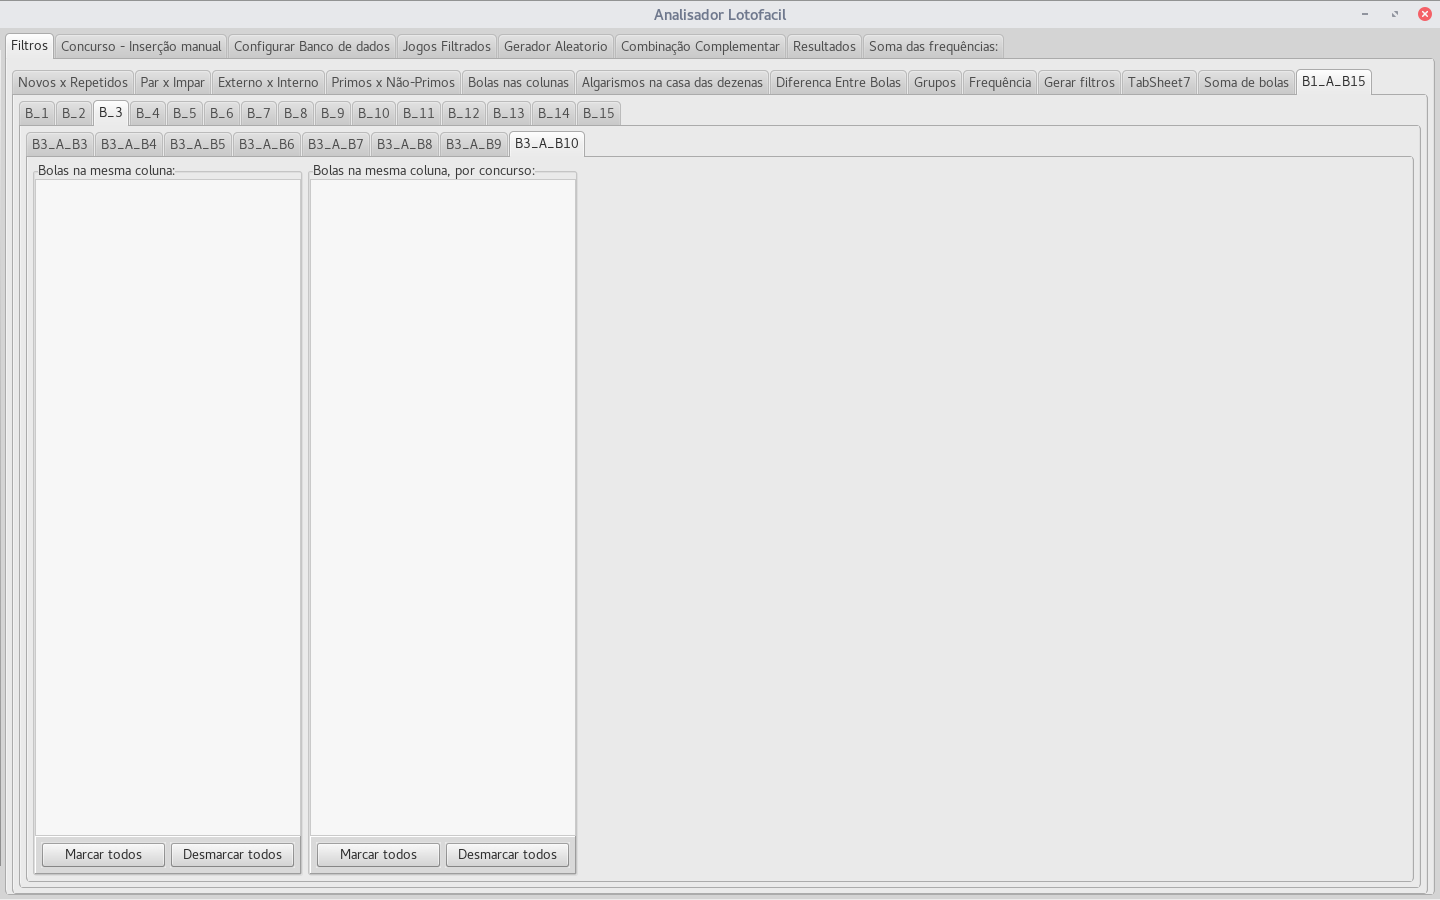 Analisador Lotofacil
Filtros Concurso - Inserção manual Configurar Banco de dados Jogos Filtrados Gerador Aleatorio Combinação Complementar Resultados Soma das frequências:
Novos x Repetidos Par x Impar Externo x Interno Primos x Não-Primos Bolas nas colunas Algarismos na casa das dezenas Diferenca Entre Bolas Grupos Frequência Gerar filtros TabSheet7 Soma de bolas B1_A_B15
B_1 B_2 B_3 B_4 B_5 B_6 B_7 B_8 B_9 B_10 B_11 B_12 B_13 B_14 B_15
B3_A_B3 B3_A_B4 B3_A_B5 B3_A_B6 B3_A_B7 B3_A_B8 B3_A_B9 B3_A_B10
Bolas na mesma coluna: Bolas na mesma coluna, por concurso:
Marcar todos Desmarcar todos Marcar todos Desmarcar todos